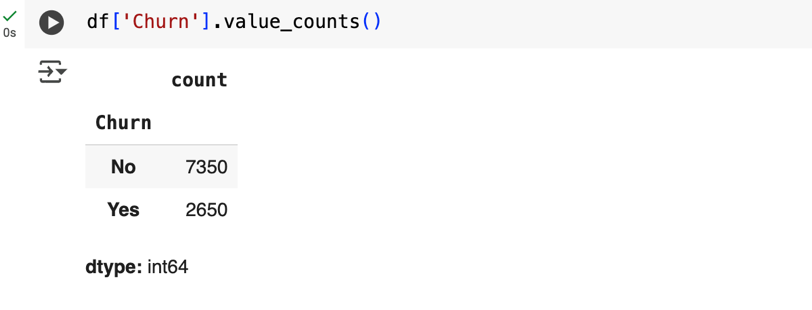 df['Churn'].value_counts()
0s
count
Churn
No 7350
Yes 2650
dtype: int64